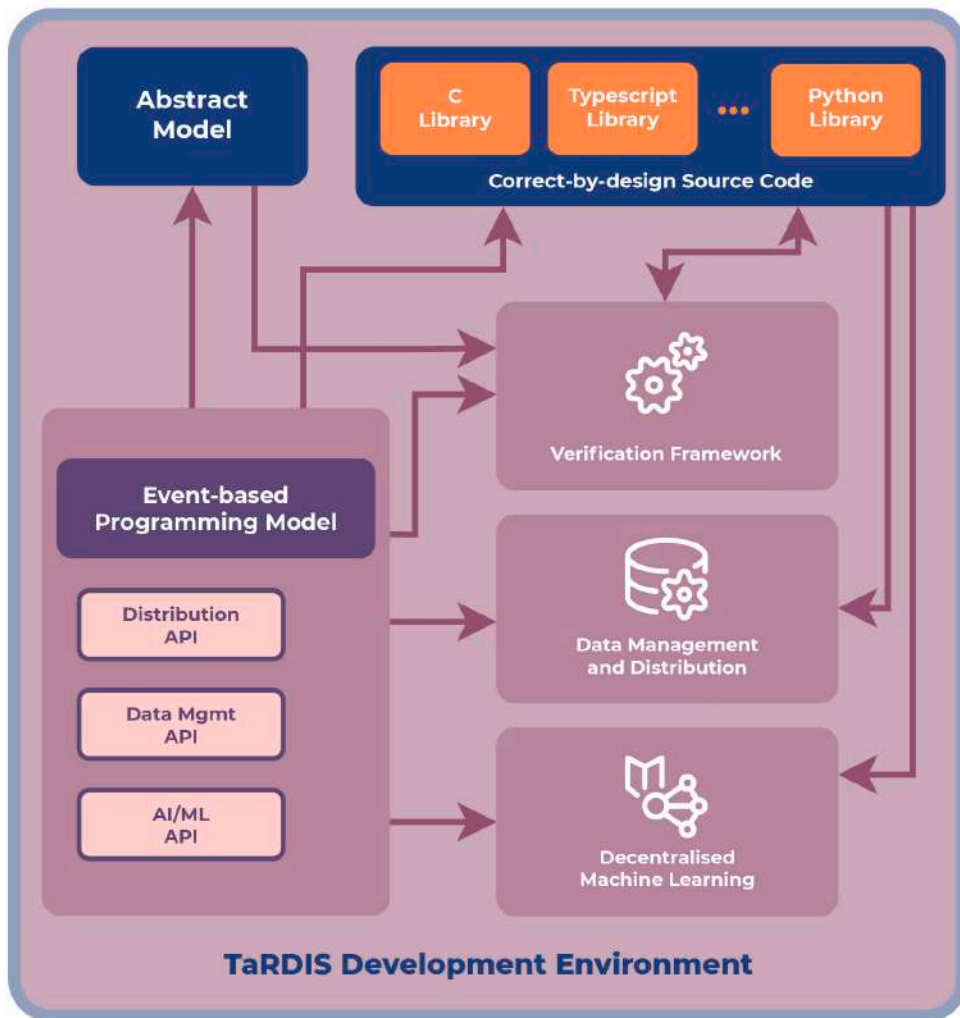 Abstract
Model
C
Library
Typescript
Library
...
Python
Library
Correct-by-design Source Code
Verification Framework
Event-based
Programming Model
Distribution
API
Data Mgmt
API
AI/ML
API
Data Management
and Distribution
Decentralised
Machine Learning
TaRDIS Development Environment